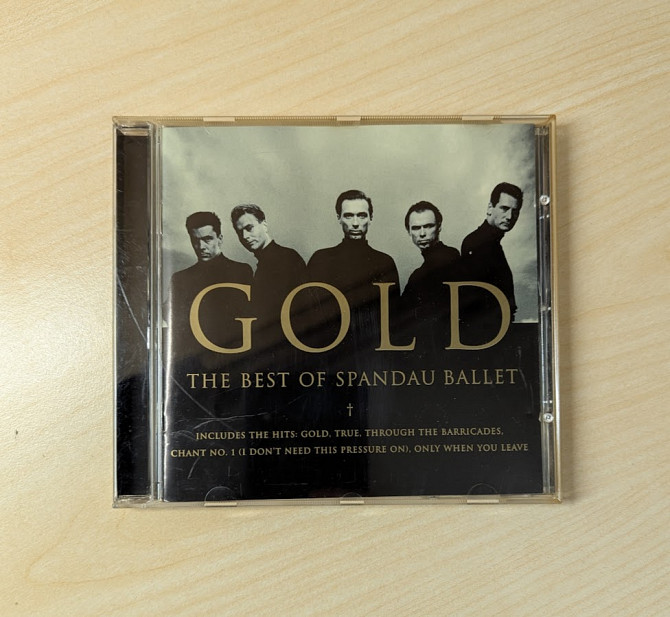 GOLD
THE BEST OF SPANDAU BALLET
INCLUDES THE HITS: GOLD, TRUE, THROUGH THE BARRICADES,
CHANT NO. 1 (I DON'T NEED THIS PRESSURE ON), ONLY WHEN YOU LEAVE